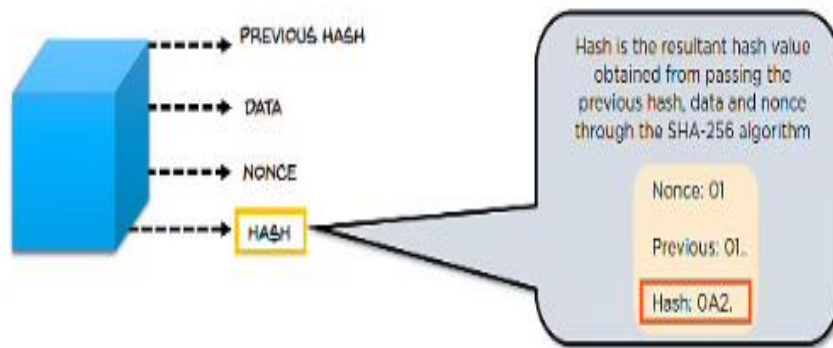 PREVIOUS HASH
DATA
NONCE
HASH
Hash is the resultant hash value
obtained from passing the
previous hash, data and nonce
through the SHA-256 algorithm
Nonce: 01
Previous: 01..
Hash: 0A2.